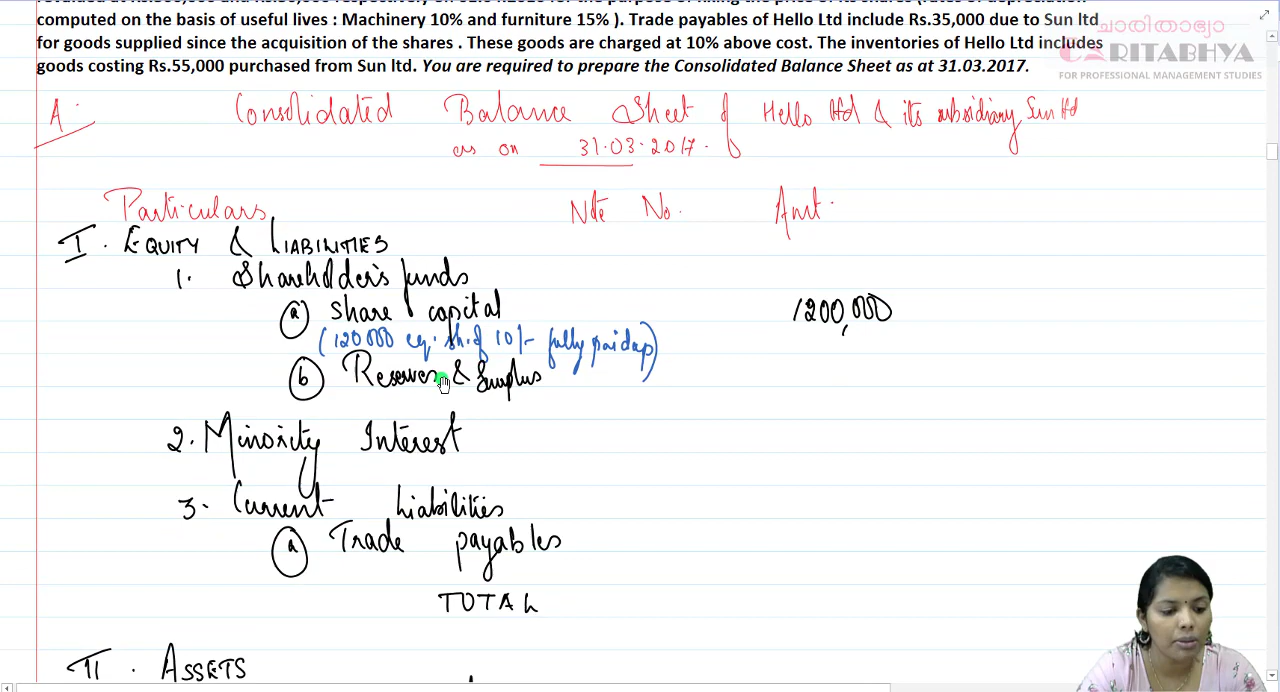 computed on the basis of useful lives : Machinery 10% and furniture 15% ). Trade payables of Hello Ltd include Rs.35,000 due to Sun ltd
for goods supplied since the acquisition of the shares . These goods are charged at 10% above cost. The inventories of Hello Ltd includes
goods costing Rs.55,000 purchased from Sun ltd. You are required to prepare the Consolidated Balance Sheet as at 31.03.2017.
ചാരിതാഭ്യാ
CARITABHYA
FOR PROFESSIONAL MANAGEMENT STUDIES
A. Consolidated Balance Sheet of Hello ltd & its subsidiary Sun ltd
as on 31.03.2017.
Particulars Note No. Amt.
I. EQUITY & LIABILITIES
1. Shareholder's funds
a Share capital 1200,000
(120000 eq. sh. of 10/- fully paidup)
b Reserves & Surplus
2. Minority Interest
3. Current Liabilities
a Trade payables
TOTAL
II. ASSETS